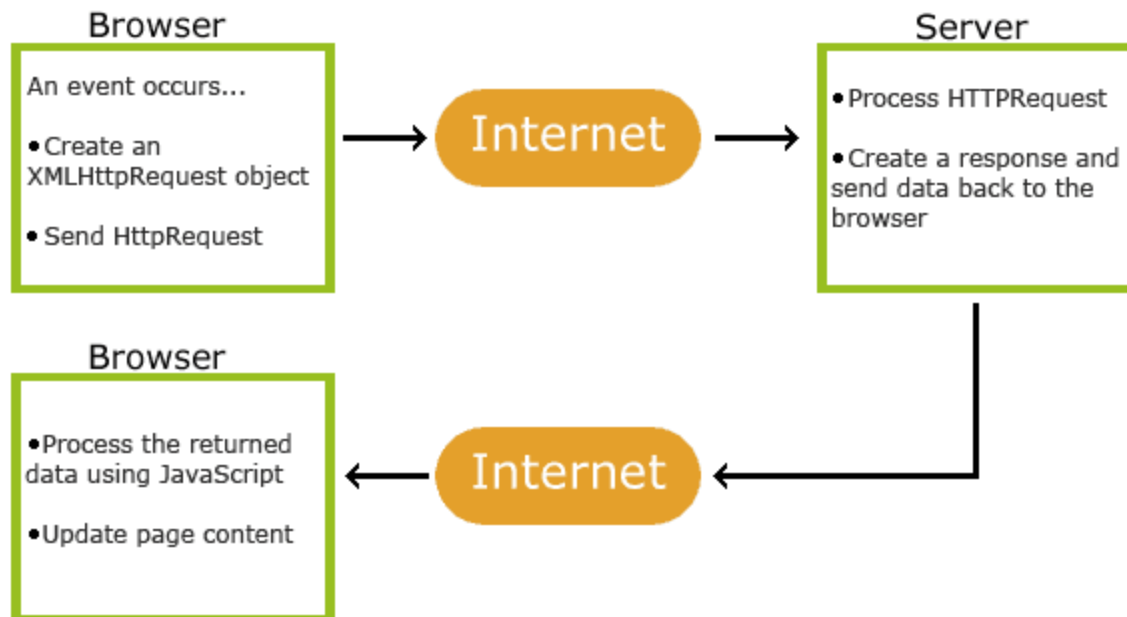 Browser
An event occurs...
•Create an
XMLHttpRequest object
• Send HttpRequest
Internet
Server
•Process HTTPRequest
•Create a response and
send data back to the
browser
Browser
•Process the returned
data using JavaScript
•Update page content
Internet